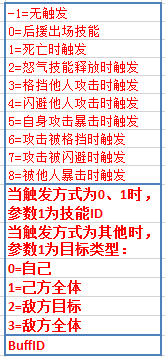 -1=无触发
0=后援出场技能
1=死亡时触发
2=怒气技能释放时触发
3=格挡他人攻击时触发
4=闪避他人攻击时触发
5=自身攻击暴击时触发
6=攻击被格挡时触发
7=攻击被闪避时触发
8=被他人暴击时触发
当触发方式为0、1时，
参数1为技能ID
当触发方式为其他时，
参数1为目标类型：
0=自己
1=己方全体
2=敌方目标
3=敌方全体
BuffID